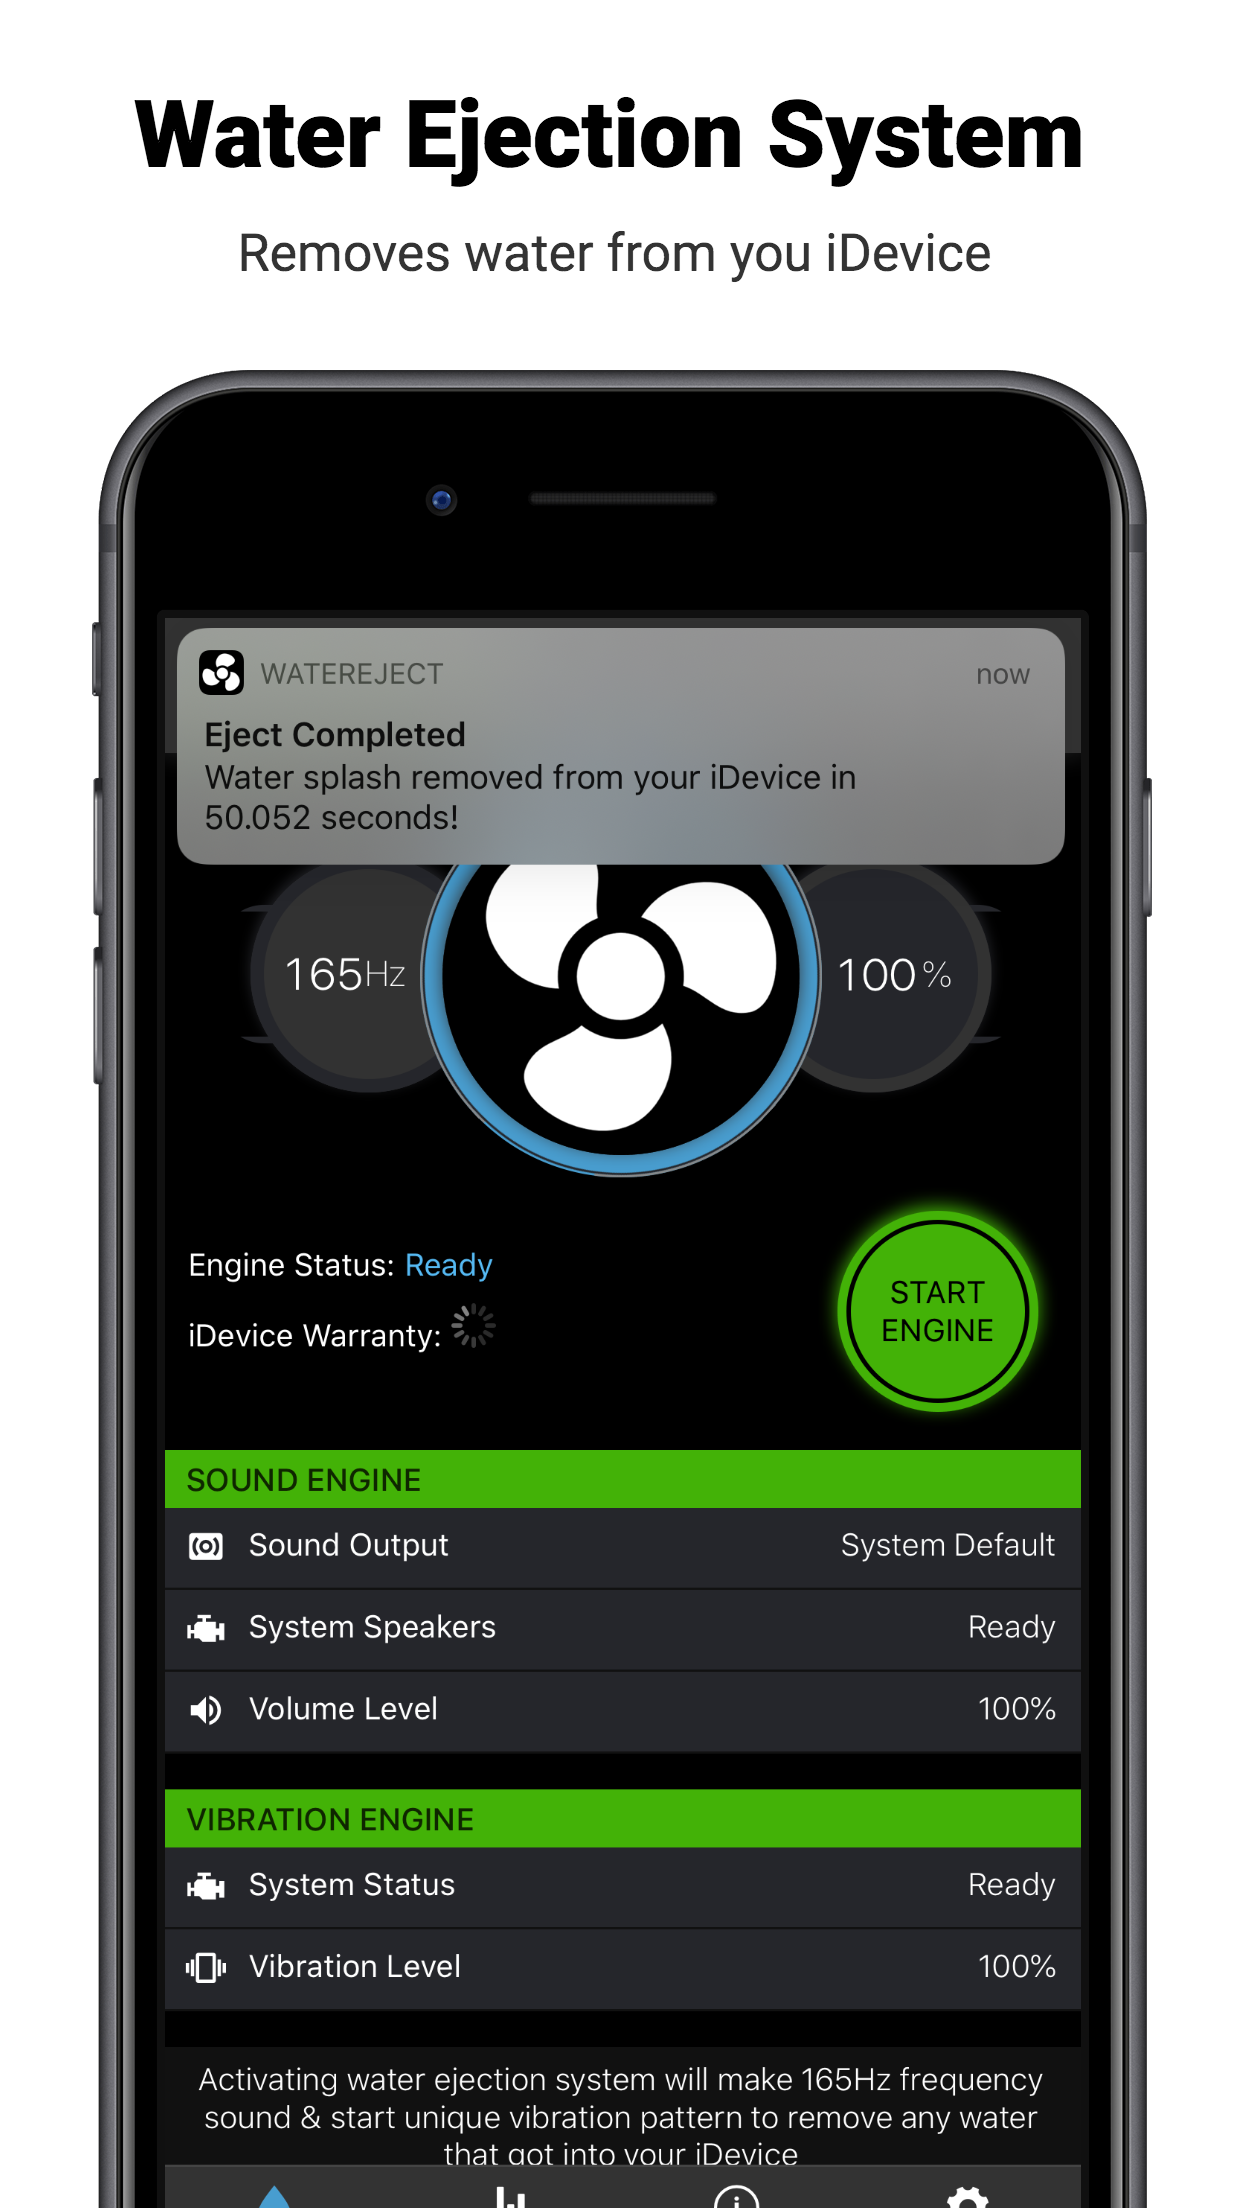 Water Ejection System
Removes water from you iDevice
WATEREJECT now
Eject Completed
Water splash removed from your iDevice in
50.052 seconds!
165Hz 100%
Engine Status: Ready
iDevice Warranty:
START
ENGINE
SOUND ENGINE
Sound Output System Default
System Speakers Ready
Volume Level 100%
VIBRATION ENGINE
System Status Ready
Vibration Level 100%
Activating water ejection system will make 165Hz frequency
sound & start unique vibration pattern to remove any water
that got into your iDevice